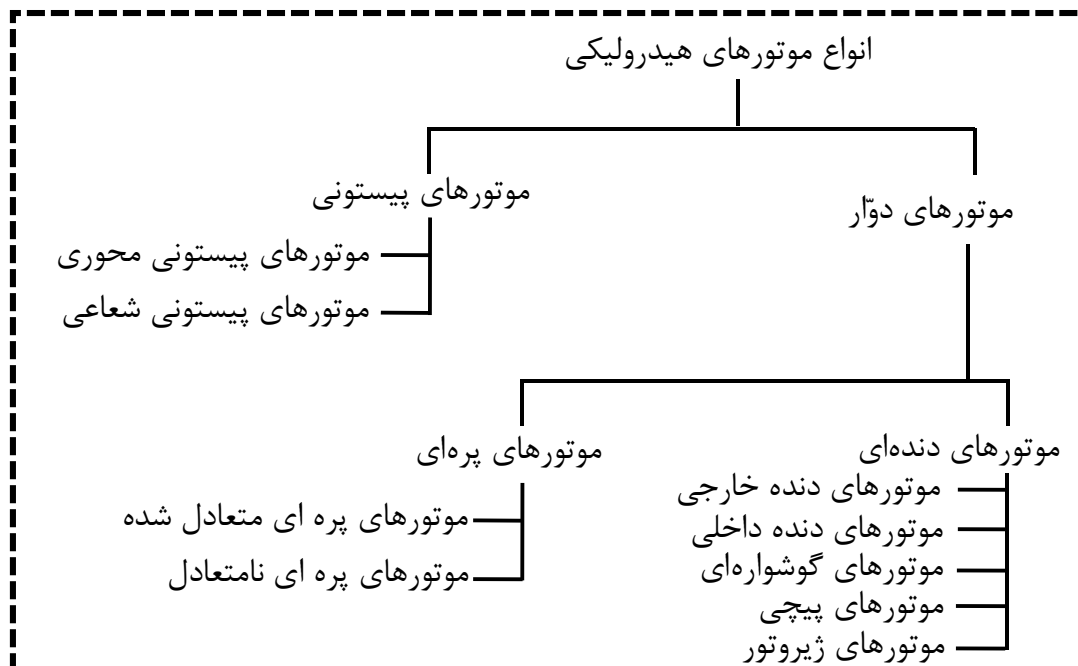 انواع موتورهای هیدرولیکی
موتورهای دوّار
موتورهای دنده‌ای
موتورهای دنده خارجی
موتورهای دنده داخلی
موتورهای گوشواره‌ای
موتورهای پیچی
موتورهای ژیروتور
موتورهای پره‌ای
موتورهای پره ای متعادل شده
موتورهای پره ای نامتعادل
موتورهای پیستونی
موتورهای پیستونی محوری
موتورهای پیستونی شعاعی